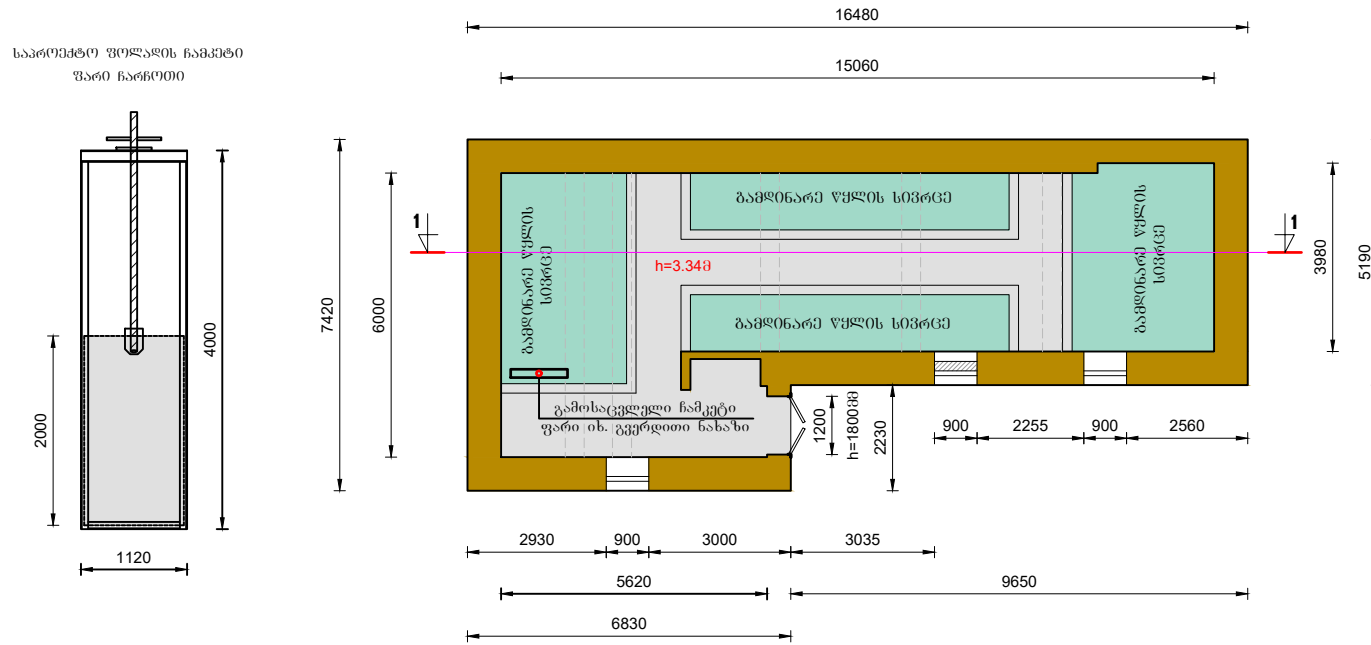 16480
15060
საპროექტო ფოლადის ჩამკეტი
ფარი ჩარჩოთი
4000
2000
1120
7420
6000
1
1
გამდინარე წყლის
სივრცე
გამდინარე წყლის სივრცე
h=3.34მ
გამდინარე წყლის სივრცე
გამდინარე წყლის
სივრცე
3980
5190
გამოსაცვლელი ჩამკეტი
ფარი იხ. გვერდითი ნახაზი
1200
h=1800მმ
2230
900
2255
900
2560
2930
900
3000
3035
5620
9650
6830